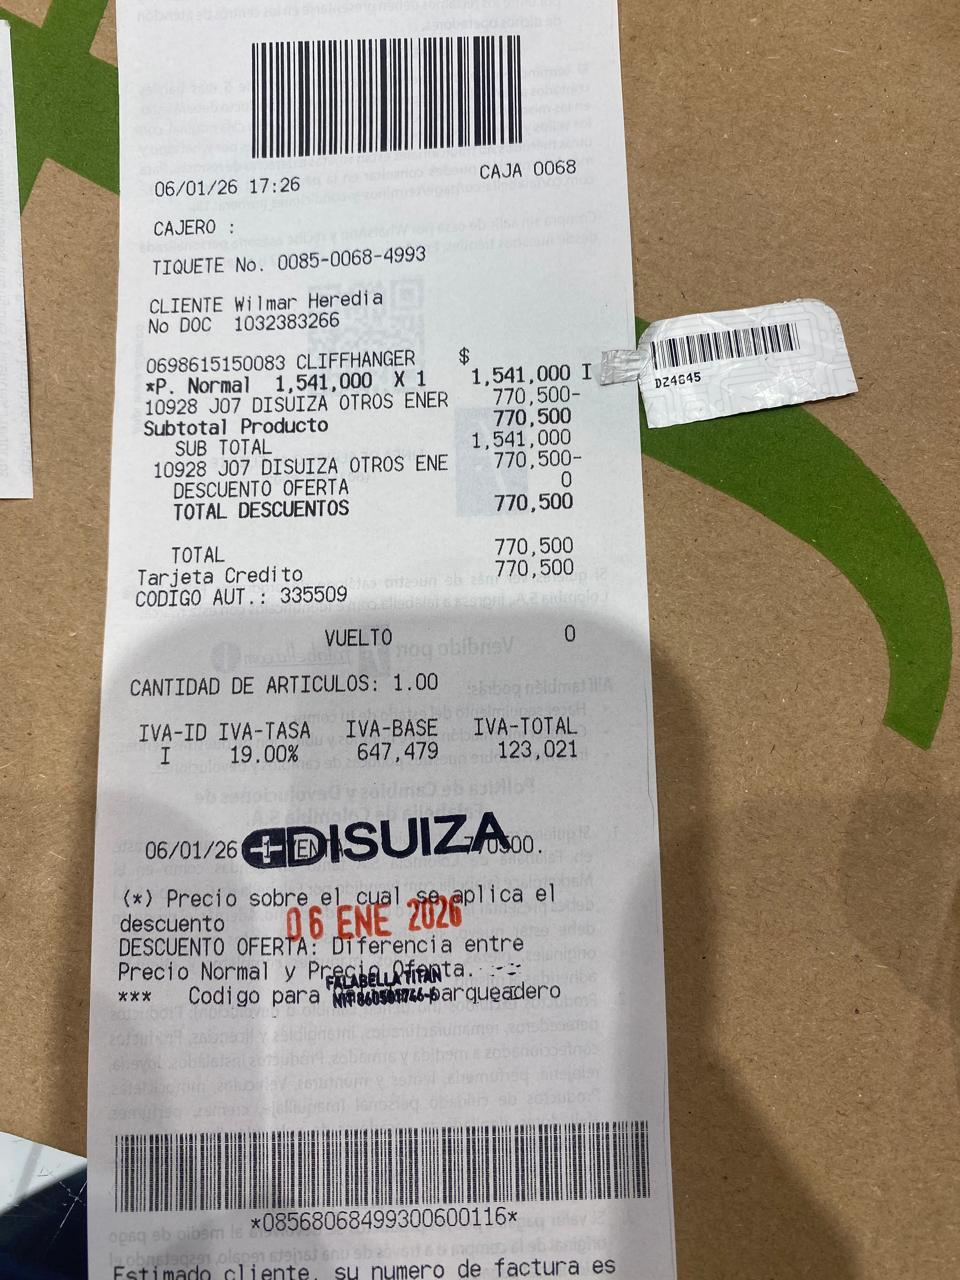 06/01/26 17:26 CAJA 0068
CAJERO :
TIQUETE No. 0085-0068-4993
CLIENTE Wilmar Heredia
No DOC 1032383266
$
0698615150083 CLIFFHANGER 1,541,000 I
*P. Normal 1,541,000 X 1
10928 J07 DISUIZA OTROS ENER 770,500-
Subtotal Producto 770,500
SUB TOTAL 1,541,000
10928 J07 DISUIZA OTROS ENE 770,500-
DESCUENTO OFERTA 0
TOTAL DESCUENTOS 770,500
TOTAL 770,500
Tarjeta Credito 770,500
CODIGO AUT.: 335509
VUELTO 0
CANTIDAD DE ARTICULOS: 1.00
IVA-ID IVA-TASA IVA-BASE IVA-TOTAL
I 19.00% 647,479 123,021
06/01/26
DISUIZA
(*) Precio sobre el cual se aplica el
descuento
06 ENE 2026
DESCUENTO OFERTA: Diferencia entre
Precio Normal y Precio Oferta.
FALABELLA TITAN
*** Codigo para parqueadero
*08568068499300600116*
Estimado cliente, su numero de factura es
DZ4645